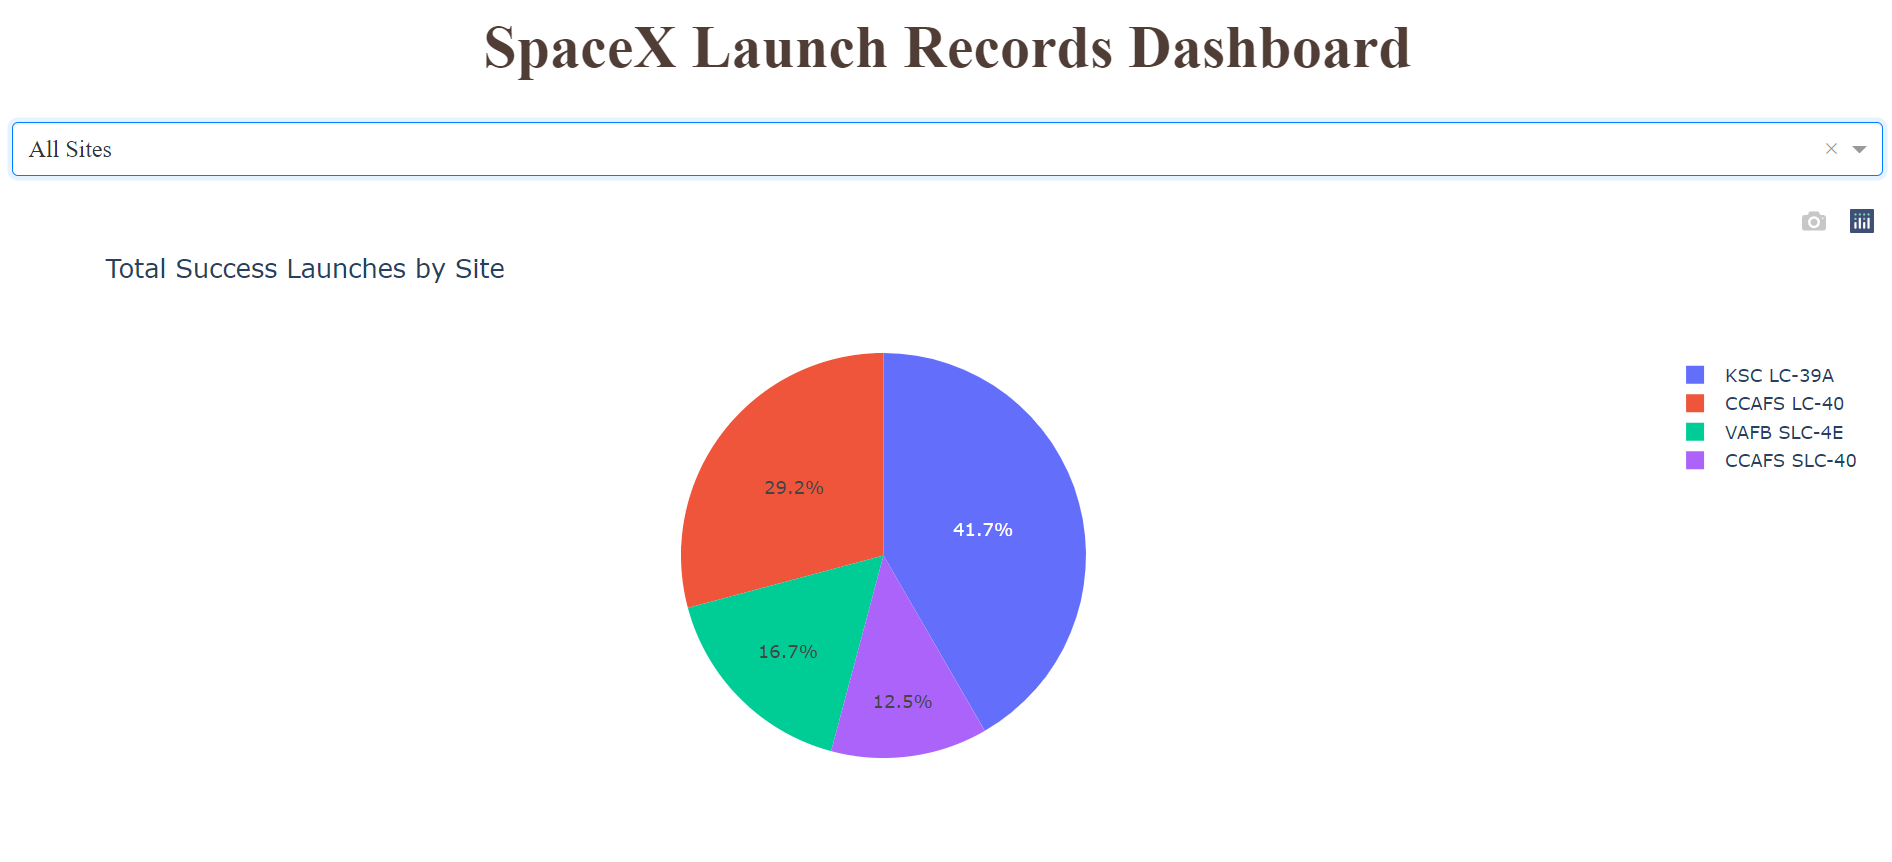 SpaceX Launch Records Dashboard
All Sites
Total Success Launches by Site
KSC LC-39A
CCAFS LC-40
VAFB SLC-4E
CCAFS SLC-40
29.2%
41.7%
16.7%
12.5%